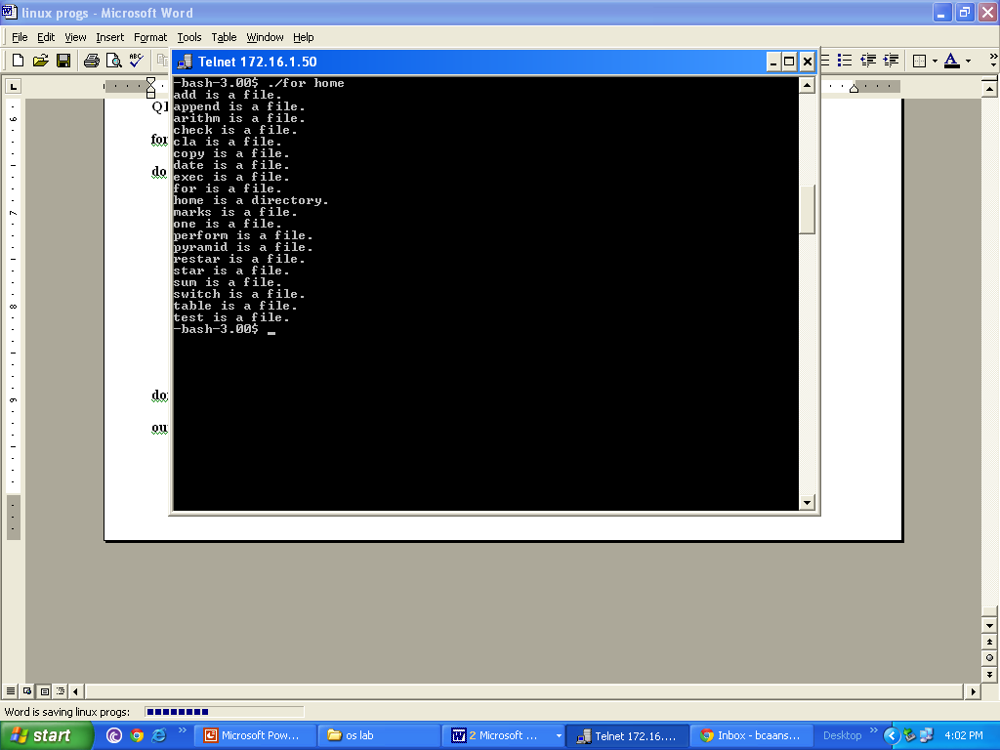 linux progs - Microsoft Word
File Edit View Insert Format Tools Table Window Help
Telnet 172.16.1.50
-bash-3.00$ ./for home
add is a file.
append is a file.
arithm is a file.
check is a file.
cla is a file.
copy is a file.
date is a file.
exec is a file.
for is a file.
home is a directory.
marks is a file.
one is a file.
perform is a file.
pyramid is a file.
restar is a file.
star is a file.
sum is a file.
switch is a file.
table is a file.
test is a file.
-bash-3.00$
for
do
6
7
8
9
Word is saving linux progs:
start
Microsoft Pow...
os lab
2 Microsoft ...
Telnet 172.16....
Inbox - bcaans...
Desktop
4:02 PM